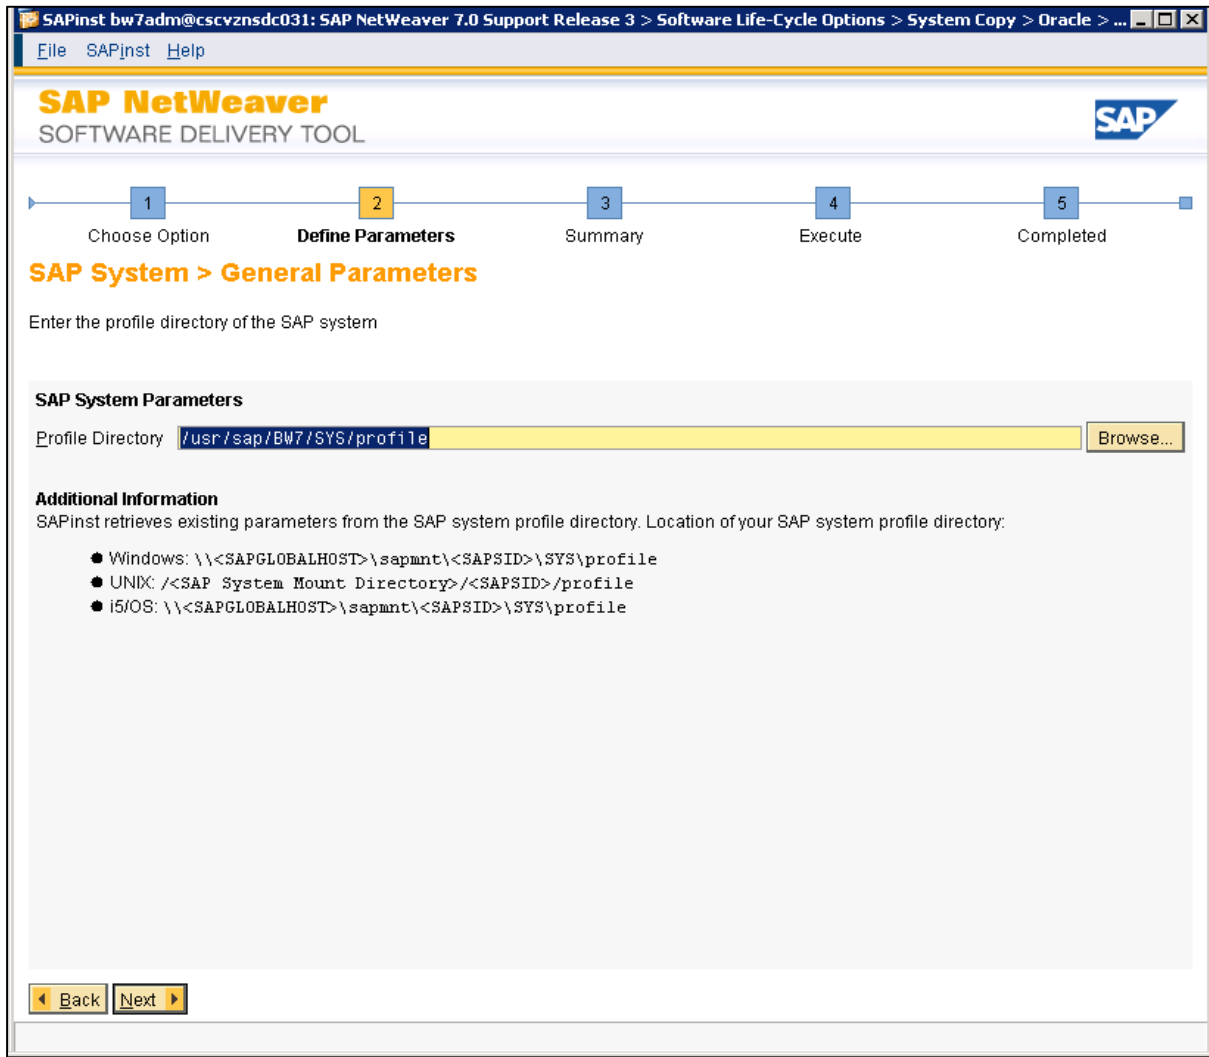 SAPinst bw7adm@cscvznsdc031: SAP NetWeaver 7.0 Support Release 3 > Software Life-Cycle Options > System Copy > Oracle > ...
File SAPinst Help
SAP NetWeaver
SOFTWARE DELIVERY TOOL
SAP
1 2 3 4 5
Choose Option Define Parameters Summary Execute Completed
SAP System > General Parameters
Enter the profile directory of the SAP system
SAP System Parameters
Profile Directory /usr/sap/BW7/SYS/profile Browse...
Additional Information
SAPinst retrieves existing parameters from the SAP system profile directory. Location of your SAP system profile directory:
● Windows: \\<SAPGLOBALHOST>\sapmnt\<SAPSID>\SYS\profile
● UNIX: /<SAP System Mount Directory>/<SAPSID>/profile
● i5/OS: \\<SAPGLOBALHOST>\sapmnt\<SAPSID>\SYS\profile
Back Next